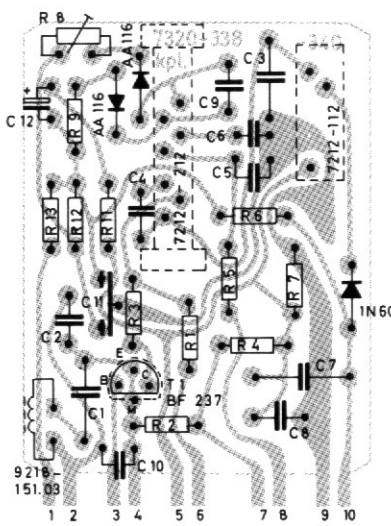 R 8
AA 116
7320-338
kpl.
C 3
C 12
R 9
AA 116
C 9
C 6
7212-112
C 5
C 4
7212-212
R 13
R 12
R 11
R 6
C 11
R 3
R 5
R 7
1N60
C 2
R 1
R 4
E
B
C
T 1
M
BF 237
C 7
C 1
R 2
C 8
C 10
9218-
151.03
1 2 3 4 5 6 7 8 9 10